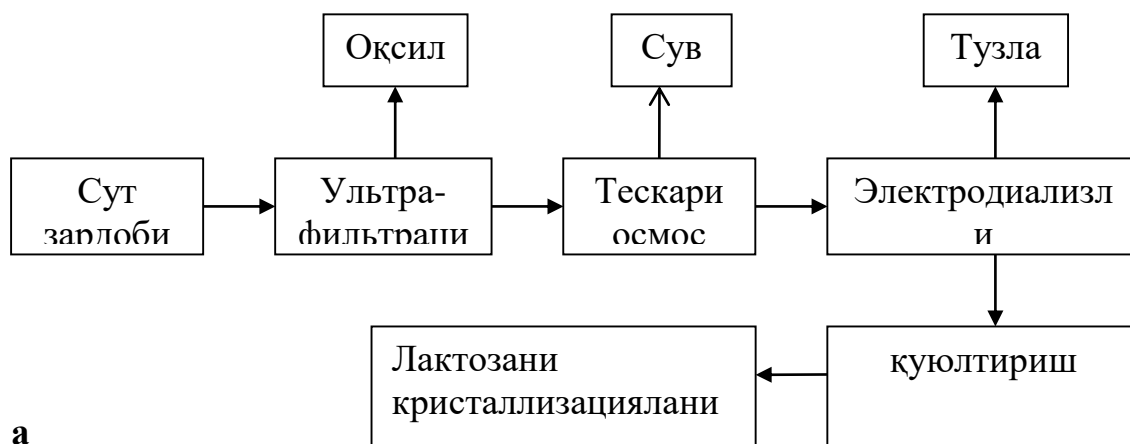 Оқсил
Сув
Тузла
Сут
зардоби
Ультра-
фильтраци
Тескари
осмос
Электродиализл
и
Лактозани
кристаллизациялани
қуюлтириш
а